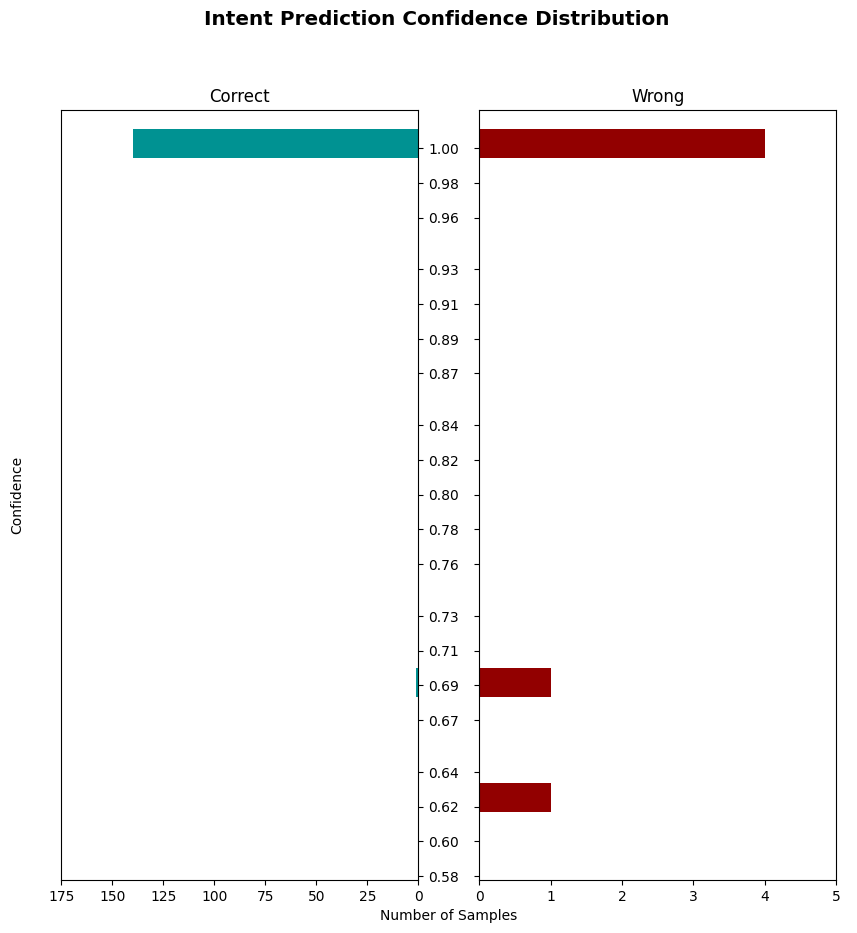 Intent Prediction Confidence Distribution
Correct
Wrong
1.00
0.98
0.96
0.93
0.91
0.89
0.87
0.84
0.82
0.80
0.78
0.76
0.73
0.71
0.69
0.67
0.64
0.62
0.60
0.58
Confidence
175 150 125 100 75 50 25 0
0 1 2 3 4 5
Number of Samples